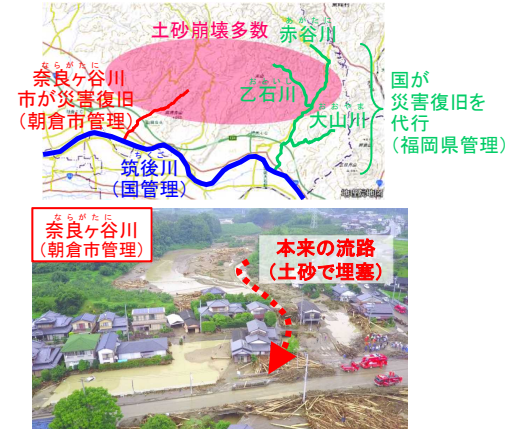 土砂崩壊多数
あかたに
赤谷川
ならがたに
奈良ヶ谷川
市が災害復旧
（朝倉市管理）
おといし
乙石川
おおやま
大山川
国が
災害復旧を
代行
（福岡県管理）
ちくご
筑後川
（国管理）
地理院地図
ならがたに
奈良ヶ谷川
（朝倉市管理）
本来の流路
（土砂で埋塞）